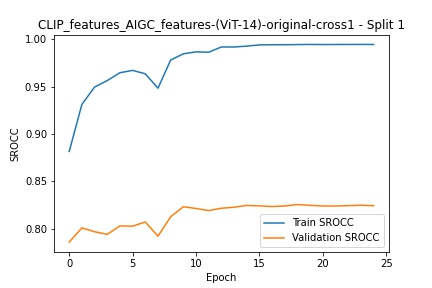 CLIP_features_AIGC_features-(ViT-14)-original-cross1 - Split 1
1.00
0.95
0.90
0.85
0.80
SROCC
Train SROCC
Validation SROCC
0
5
10
15
20
25
Epoch